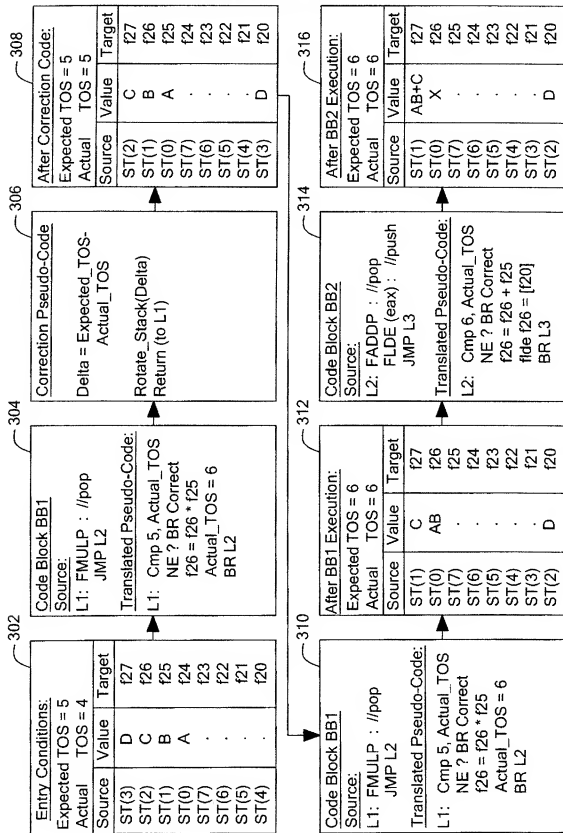 302
Entry Conditions:
Expected TOS = 5
Actual TOS = 4
Source Value Target
ST(3) D f27
ST(2) C f26
ST(1) B f25
ST(0) A f24
ST(7) . f23
ST(6) . f22
ST(5) . f21
ST(4) . f20
304
Code Block BB1
Source:
L1: FMULP : //pop
JMP L2
Translated Pseudo-Code:
L1: Cmp 5, Actual_TOS
NE ? BR Correct
f26 = f26 * f25
Actual_TOS = 6
BR L2
306
Correction Pseudo-Code
Delta = Expected_TOS-
Actual_TOS
Rotate_Stack(Delta)
Return (to L1)
308
After Correction Code:
Expected TOS = 5
Actual TOS = 5
Source Value Target
ST(2) C f27
ST(1) B f26
ST(0) A f25
ST(7) . f24
ST(6) . f23
ST(5) . f22
ST(4) . f21
ST(3) D f20
310
Code Block BB1
Source:
L1: FMULP : //pop
JMP L2
Translated Pseudo-Code:
L1: Cmp 5, Actual_TOS
NE ? BR Correct
f26 = f26 * f25
Actual_TOS = 6
BR L2
312
After BB1 Execution:
Expected TOS = 6
Actual TOS = 6
Source Value Target
ST(1) C f27
ST(0) AB f26
ST(7) . f25
ST(6) . f24
ST(5) . f23
ST(4) . f22
ST(3) . f21
ST(2) D f20
314
Code Block BB2
Source:
L2: FADDP : //pop
FLDE (eax) : //push
JMP L3
Translated Pseudo-Code:
L2: Cmp 6, Actual_TOS
NE ? BR Correct
f26 = f26 + f25
flde f26 = [f20]
BR L3
316
After BB2 Execution:
Expected TOS = 6
Actual TOS = 6
Source Value Target
ST(1) AB+C f27
ST(0) X f26
ST(7) . f25
ST(6) . f24
ST(5) . f23
ST(4) . f22
ST(3) . f21
ST(2) D f20